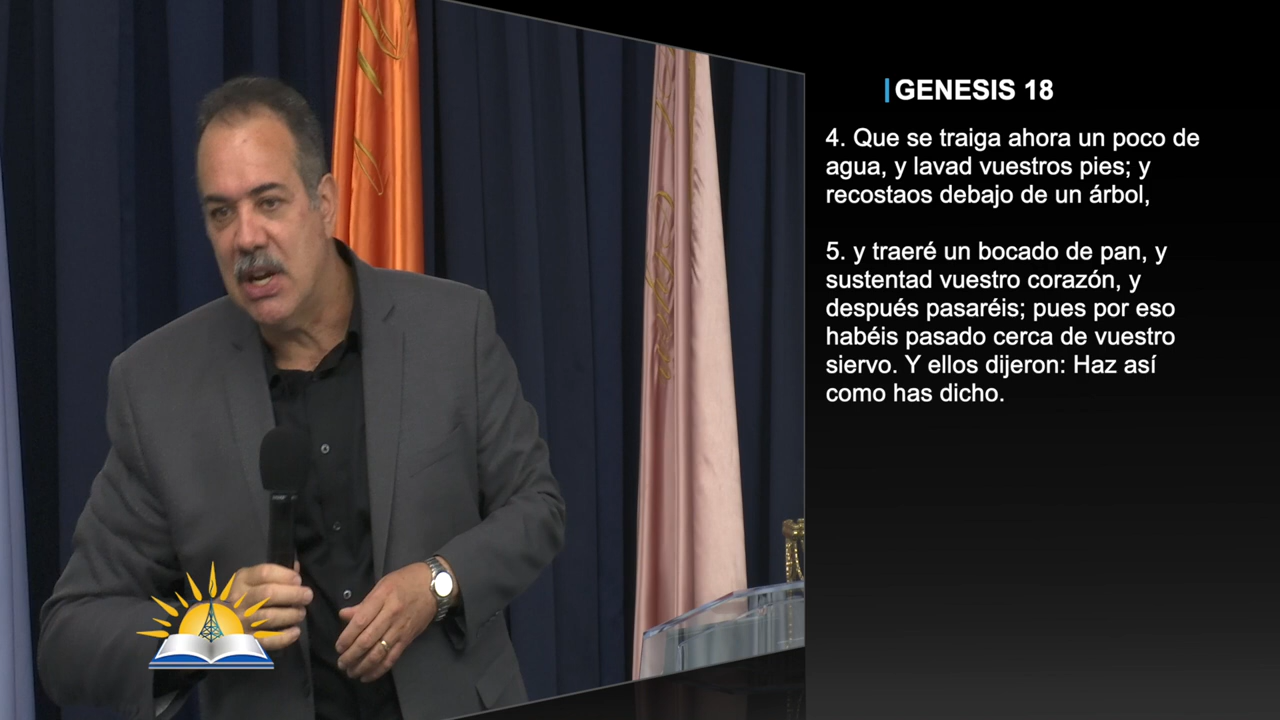 GENESIS 18
4. Que se traiga ahora un poco de
agua, y lavad vuestros pies; y
recostaos debajo de un árbol,
5. y traeré un bocado de pan, y
sustentad vuestro corazón, y
después pasaréis; pues por eso
habéis pasado cerca de vuestro
siervo. Y ellos dijeron: Haz así
como has dicho.